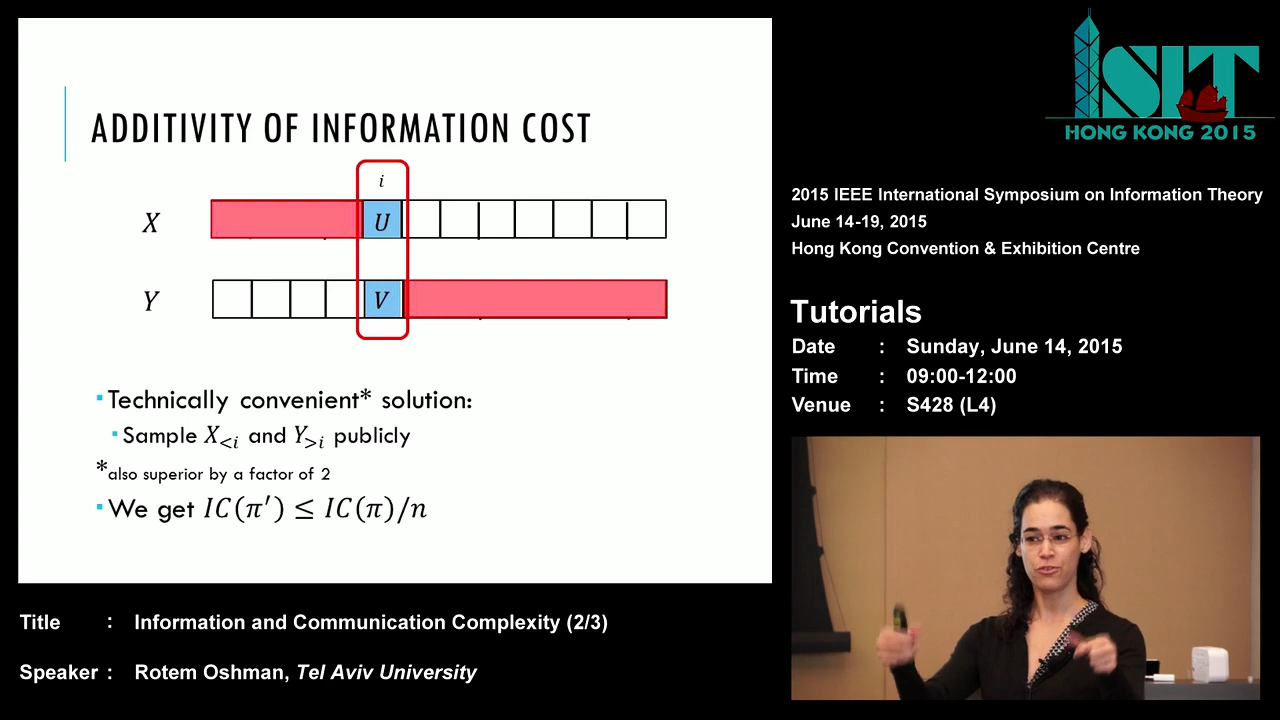 ADDITIVITY OF INFORMATION COST
i
X
U
Y
V
Technically convenient* solution:
Sample X_{<i} and Y_{>i} publicly
*also superior by a factor of 2
We get IC(π′) ≤ IC(π)/n
ISIT
HONG KONG 2015
2015 IEEE International Symposium on Information Theory
June 14-19, 2015
Hong Kong Convention & Exhibition Centre
Tutorials
Date : Sunday, June 14, 2015
Time : 09:00-12:00
Venue : S428 (L4)
Title : Information and Communication Complexity (2/3)
Speaker : Rotem Oshman, Tel Aviv University